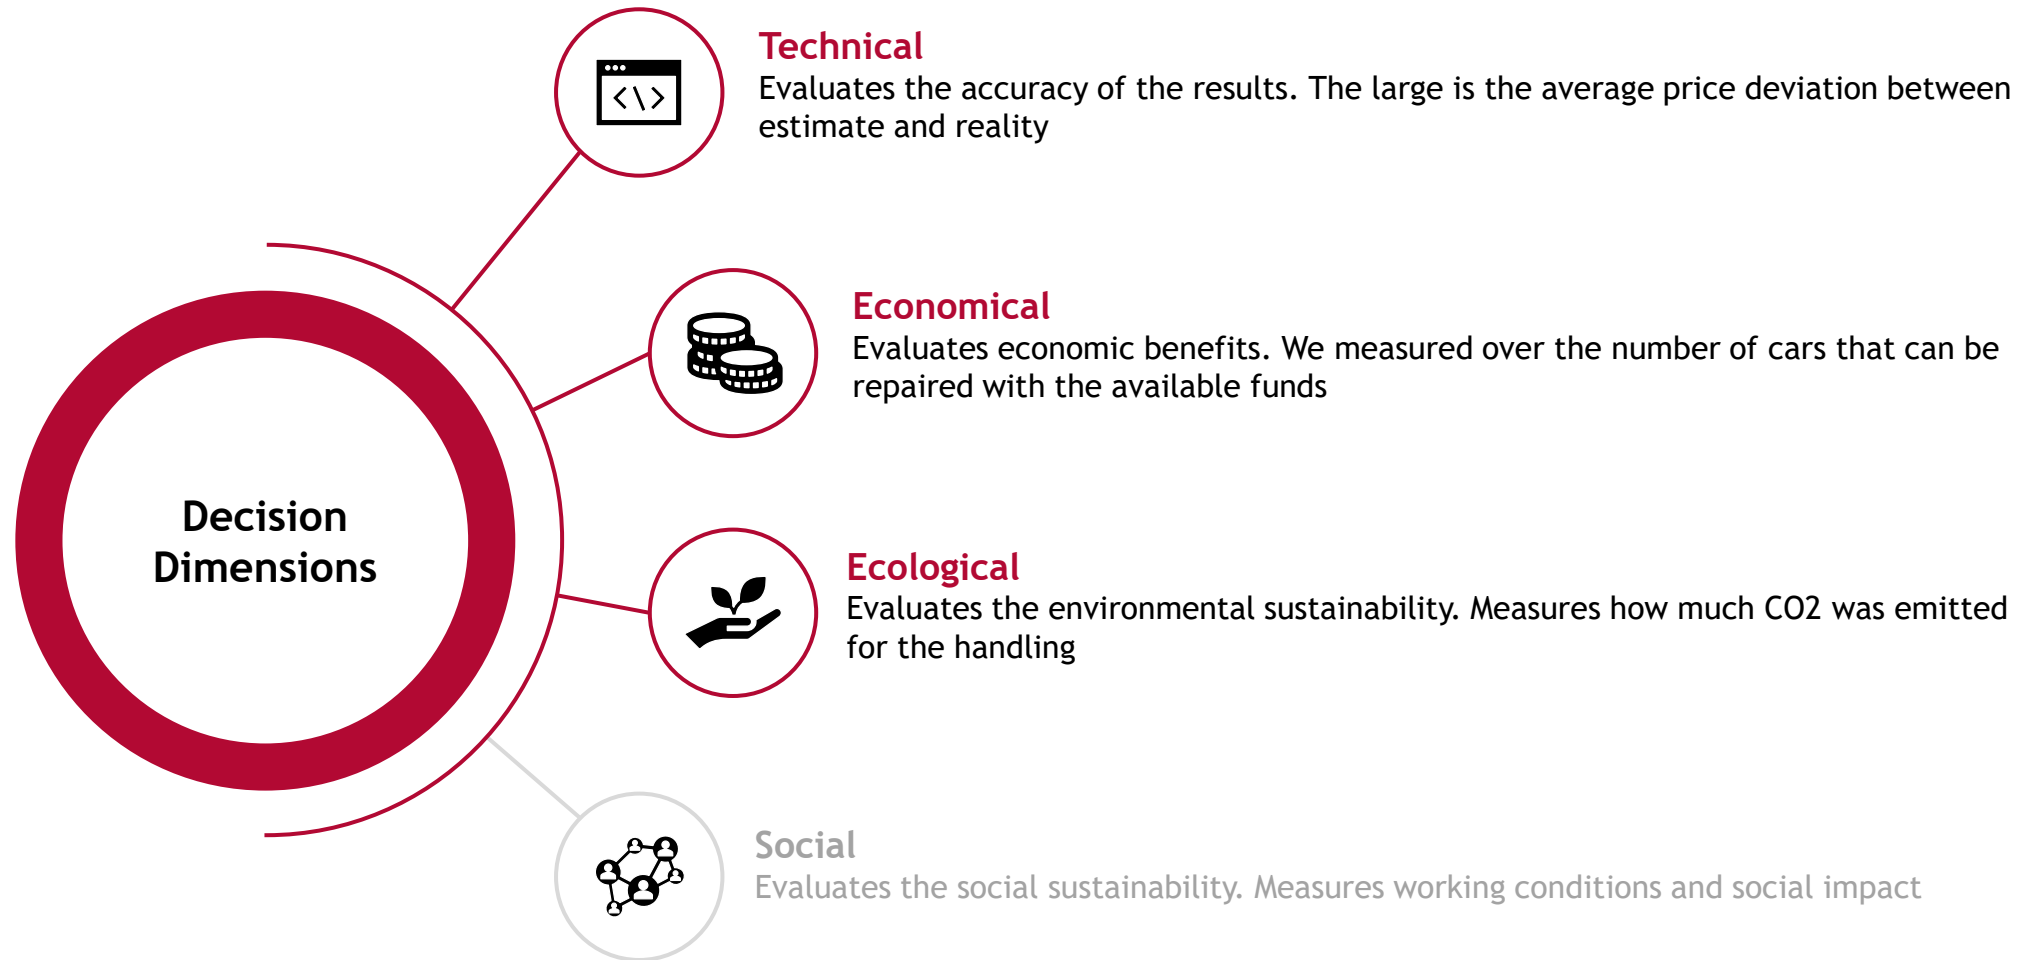 Technical
Evaluates the accuracy of the results. The large is the average price deviation between
estimate and reality
Economical
Evaluates economic benefits. We measured over the number of cars that can be
repaired with the available funds
Decision
Dimensions
Ecological
Evaluates the environmental sustainability. Measures how much CO2 was emitted
for the handling
Social
Evaluates the social sustainability. Measures working conditions and social impact